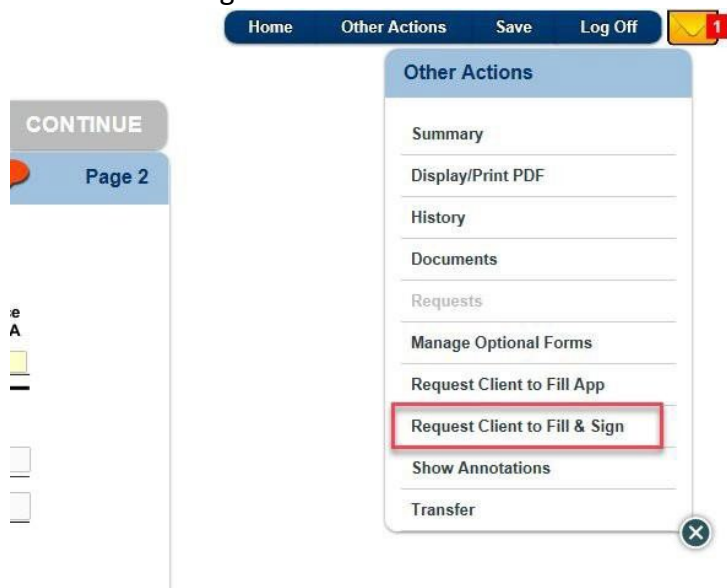 Home Other Actions Save Log Off 1
Other Actions
CONTINUE
Page 2
Summary
Display/Print PDF
History
Documents
Requests
Manage Optional Forms
Request Client to Fill App
Request Client to Fill & Sign
Show Annotations
Transfer
A